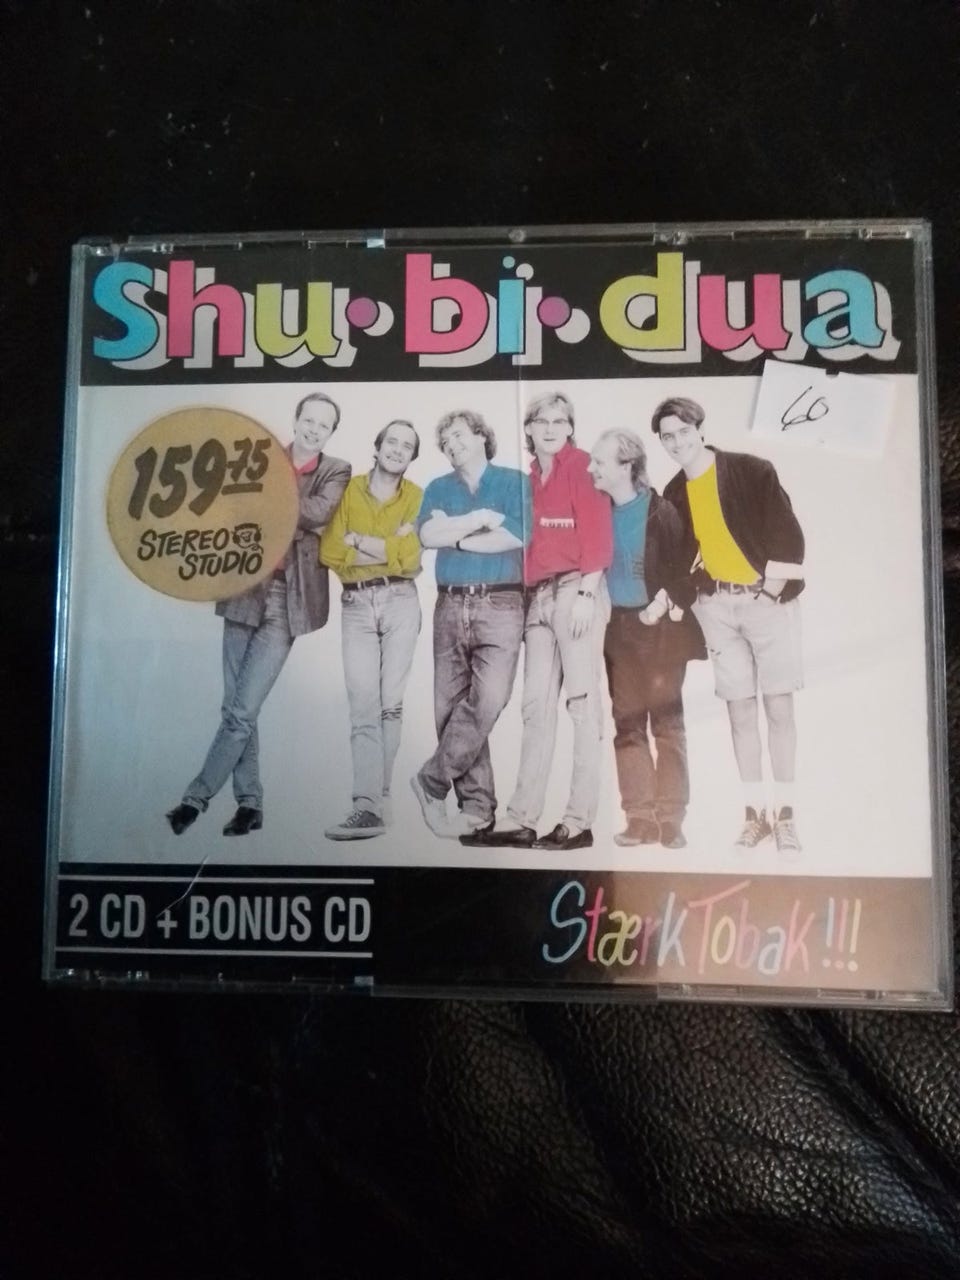 Shu·bi·dua
60
159.75
STEREO
STUDIO
2 CD + BONUS CD
Stærk Tobak!!!